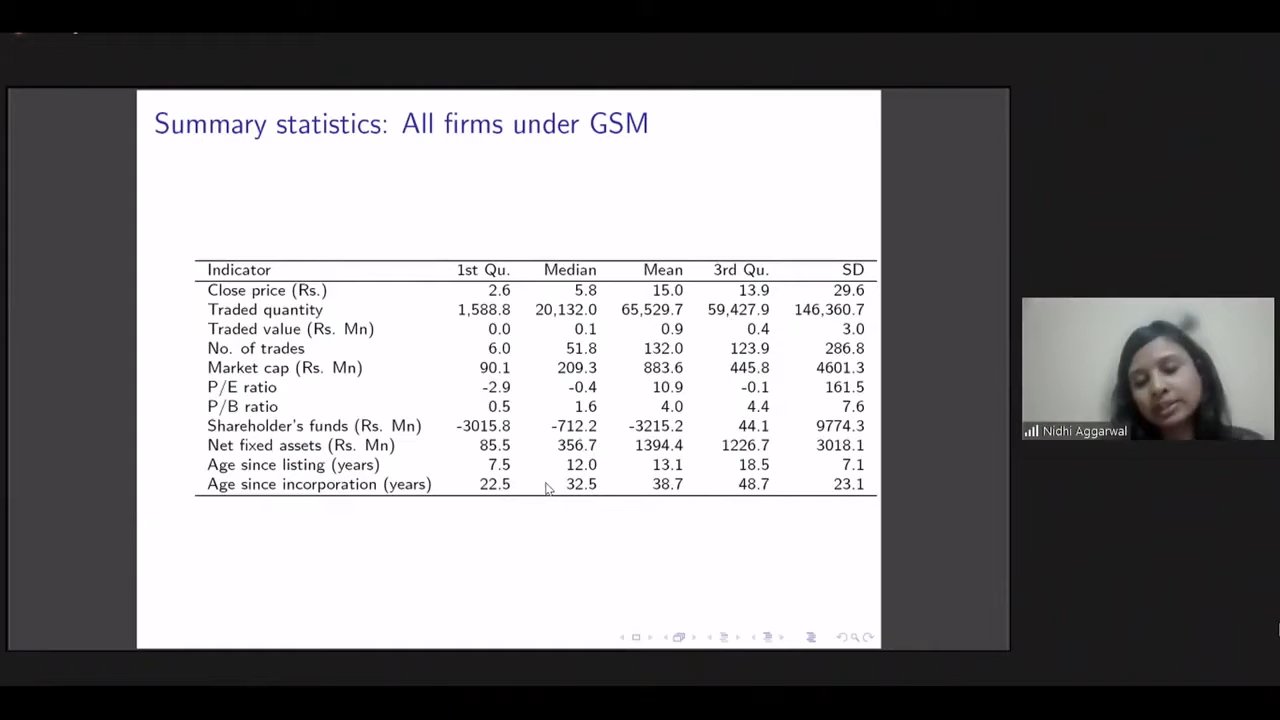 Summary statistics: All firms under GSM
Indicator 1st Qu. Median Mean 3rd Qu. SD
Close price (Rs.) 2.6 5.8 15.0 13.9 29.6
Traded quantity 1,588.8 20,132.0 65,529.7 59,427.9 146,360.7
Traded value (Rs. Mn) 0.0 0.1 0.9 0.4 3.0
No. of trades 6.0 51.8 132.0 123.9 286.8
Market cap (Rs. Mn) 90.1 209.3 883.6 445.8 4601.3
P/E ratio -2.9 -0.4 10.9 -0.1 161.5
P/B ratio 0.5 1.6 4.0 4.4 7.6
Shareholder's funds (Rs. Mn) -3015.8 -712.2 -3215.2 44.1 9774.3
Net fixed assets (Rs. Mn) 85.5 356.7 1394.4 1226.7 3018.1
Age since listing (years) 7.5 12.0 13.1 18.5 7.1
Age since incorporation (years) 22.5 32.5 38.7 48.7 23.1
Nidhi Aggarwal